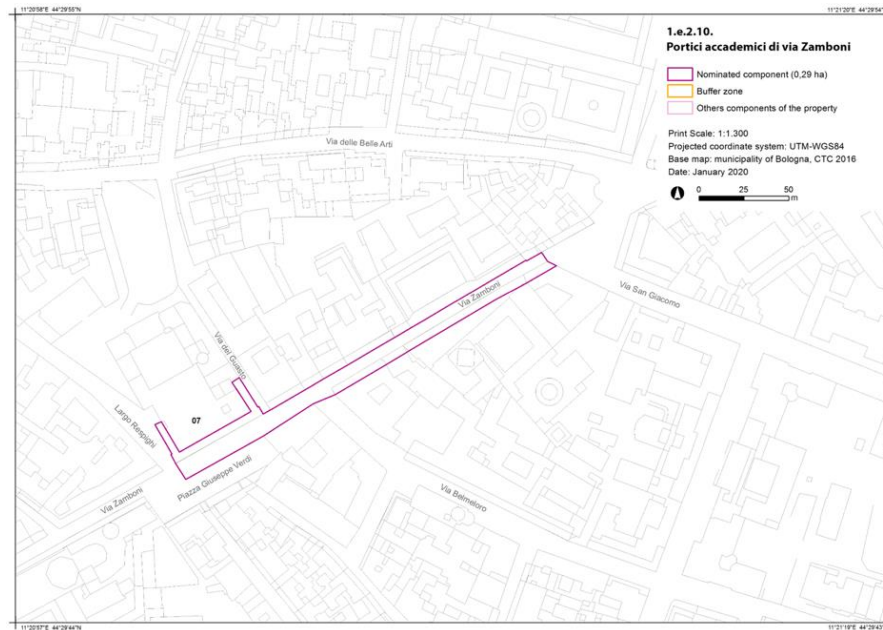 11°20'58"E 44°29'55"N
11°21'20"E 44°29'54"N
1.e.2.10.
Portici accademici di via Zamboni
Nominated component (0,29 ha)
Buffer zone
Others components of the property
Print Scale: 1:1.300
Projected coordinate system: UTM-WGS84
Base map: municipality of Bologna, CTC 2016
Date: January 2020
0 25 50
m
Via delle Belle Arti
Via Zamboni
Via San Giacomo
Via del Guasto
Largo Respighi
07
Piazza Giuseppe Verdi
Via Zamboni
Via Belmeloro
11°20'57"E 44°29'44"N
11°21'19"E 44°29'43"N